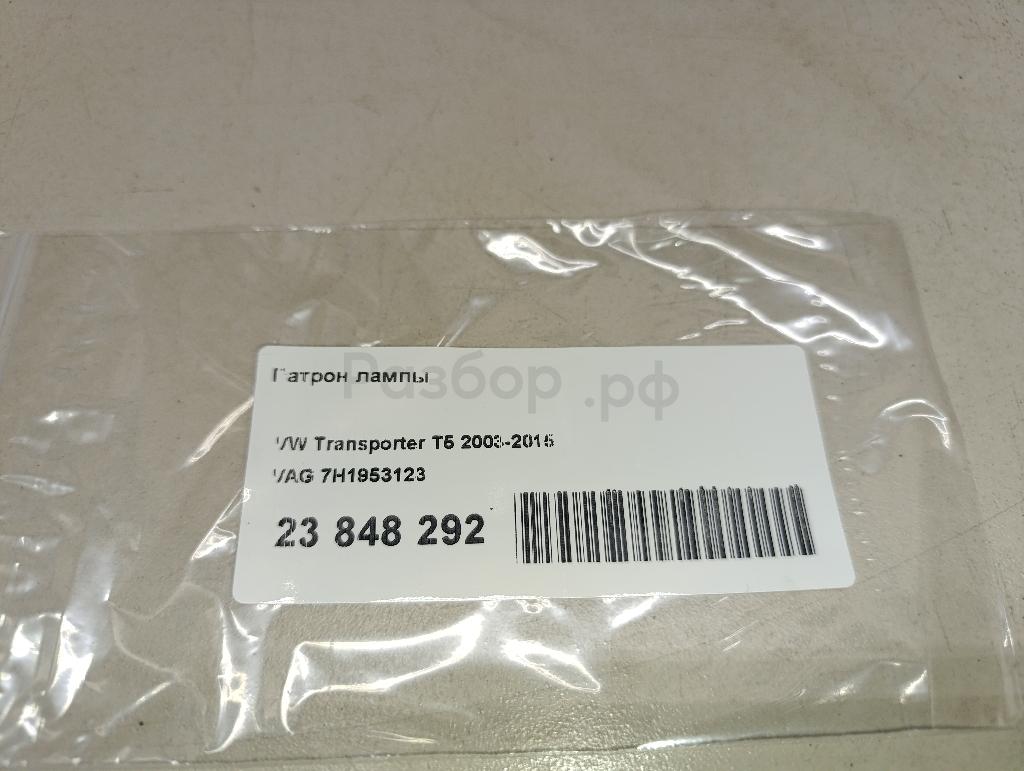 Патрон лампы
Разбор.рф
VW Transporter T5 2003-2015
VAG 7H1953123
23 848 292